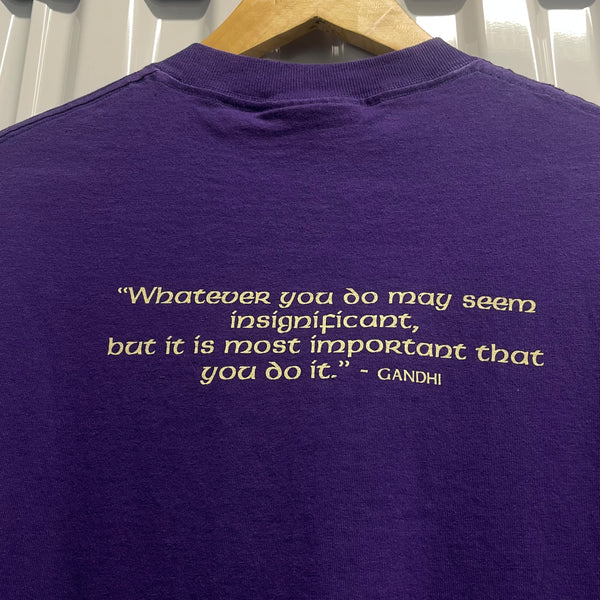 “Whatever you do may seem
insignificant,
but it is most important that
you do it.” - GANDHI